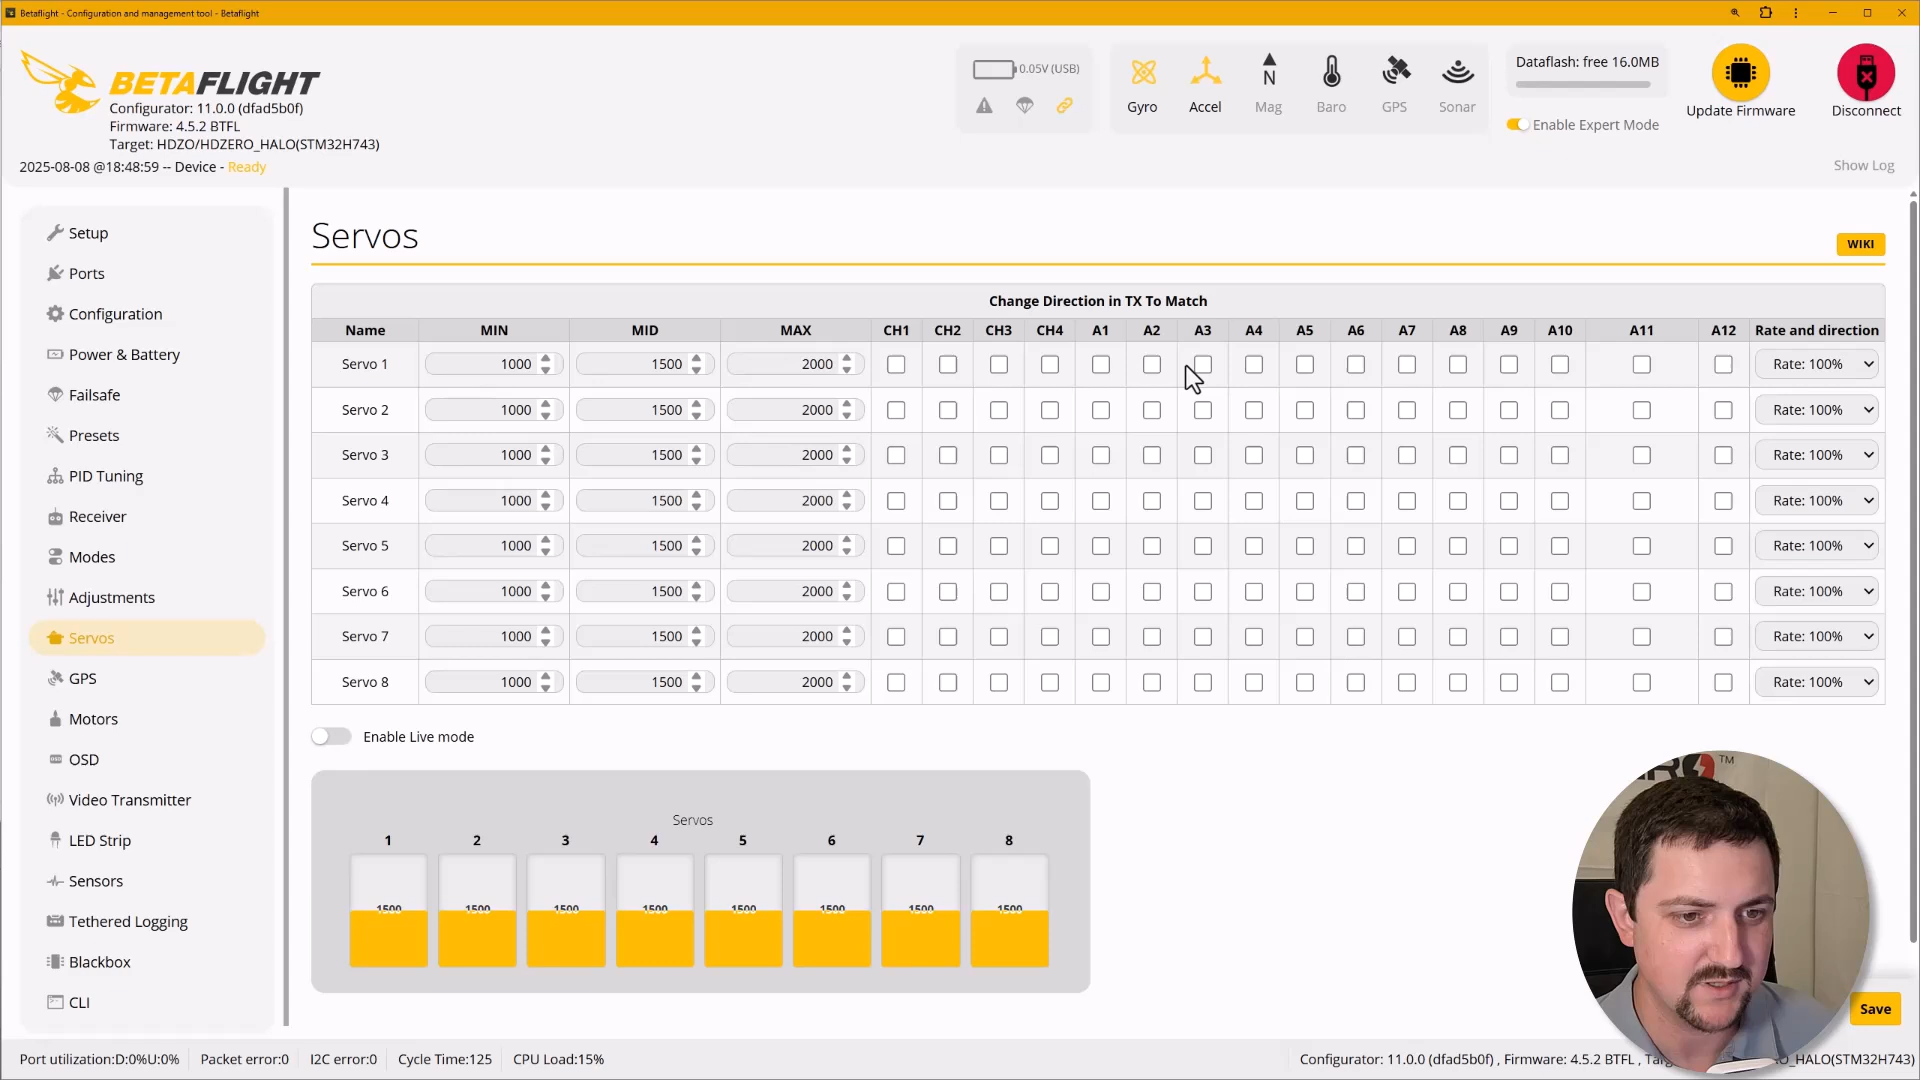 Betaflight - Configuration and management tool - Betaflight
BETAFLIGHT
Configurator: 11.0.0 (dfad5b0f)
Firmware: 4.5.2 BTFL
Target: HDZO/HDZERO_HALO(STM32H743)
2025-08-08 @18:48:59 -- Device - Ready
0.05V (USB)
Gyro
Accel
N
Mag
Baro
GPS
Sonar
Dataflash: free 16.0MB
Enable Expert Mode
Update Firmware
Disconnect
Show Log
Setup
Ports
Configuration
Power & Battery
Failsafe
Presets
PID Tuning
Receiver
Modes
Adjustments
Servos
GPS
Motors
OSD
Video Transmitter
LED Strip
Sensors
Tethered Logging
Blackbox
CLI
Servos
WIKI
Change Direction in TX To Match
Name MIN MID MAX CH1 CH2 CH3 CH4 A1 A2 A3 A4 A5 A6 A7 A8 A9 A10 A11 A12 Rate and direction
Servo 1 1000 1500 2000 Rate: 100%
Servo 2 1000 1500 2000 Rate: 100%
Servo 3 1000 1500 2000 Rate: 100%
Servo 4 1000 1500 2000 Rate: 100%
Servo 5 1000 1500 2000 Rate: 100%
Servo 6 1000 1500 2000 Rate: 100%
Servo 7 1000 1500 2000 Rate: 100%
Servo 8 1000 1500 2000 Rate: 100%
Enable Live mode
Servos
1 2 3 4 5 6 7 8
1500 1500 1500 1500 1500 1500 1500 1500
TM
Save
Port utilization:D:0%U:0% Packet error:0 I2C error:0 Cycle Time:125 CPU Load:15%
Configurator: 11.0.0 (dfad5b0f) , Firmware: 4.5.2 BTFL , O_HALO(STM32H743)